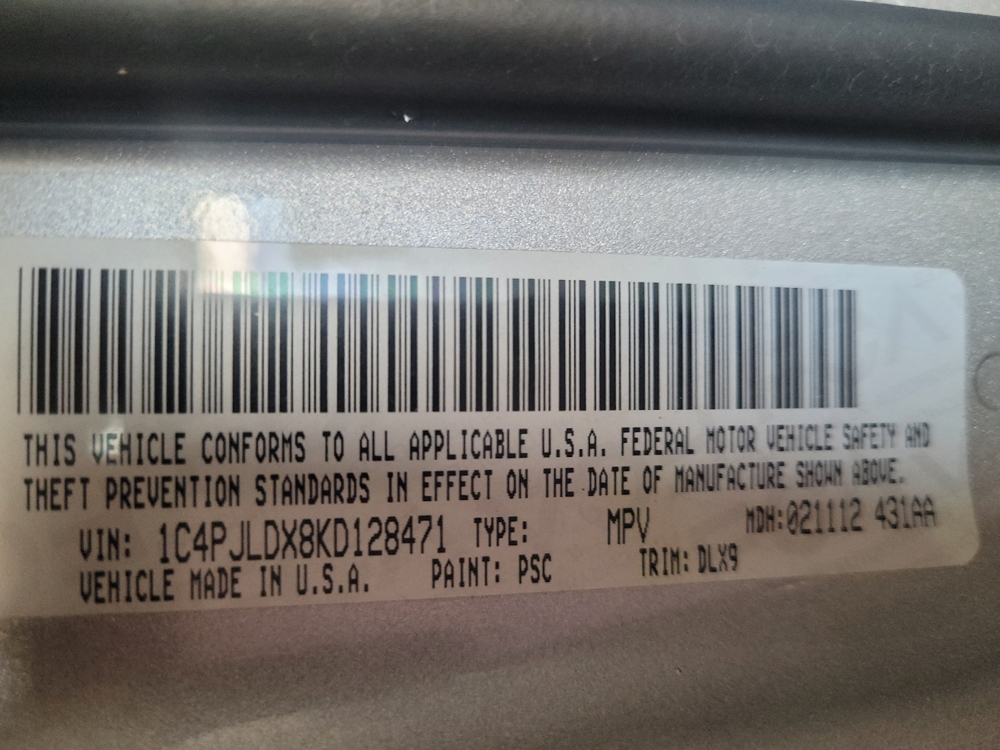 THIS VEHICLE CONFORMS TO ALL APPLICABLE U.S.A. FEDERAL MOTOR VEHICLE SAFETY AND
THEFT PREVENTION STANDARDS IN EFFECT ON THE DATE OF MANUFACTURE SHOWN ABOVE.
VIN: 1C4PJLDX8KD128471 TYPE: MPV MDH:021112 431AA
VEHICLE MADE IN U.S.A. PAINT: PSC TRIM: DLX9